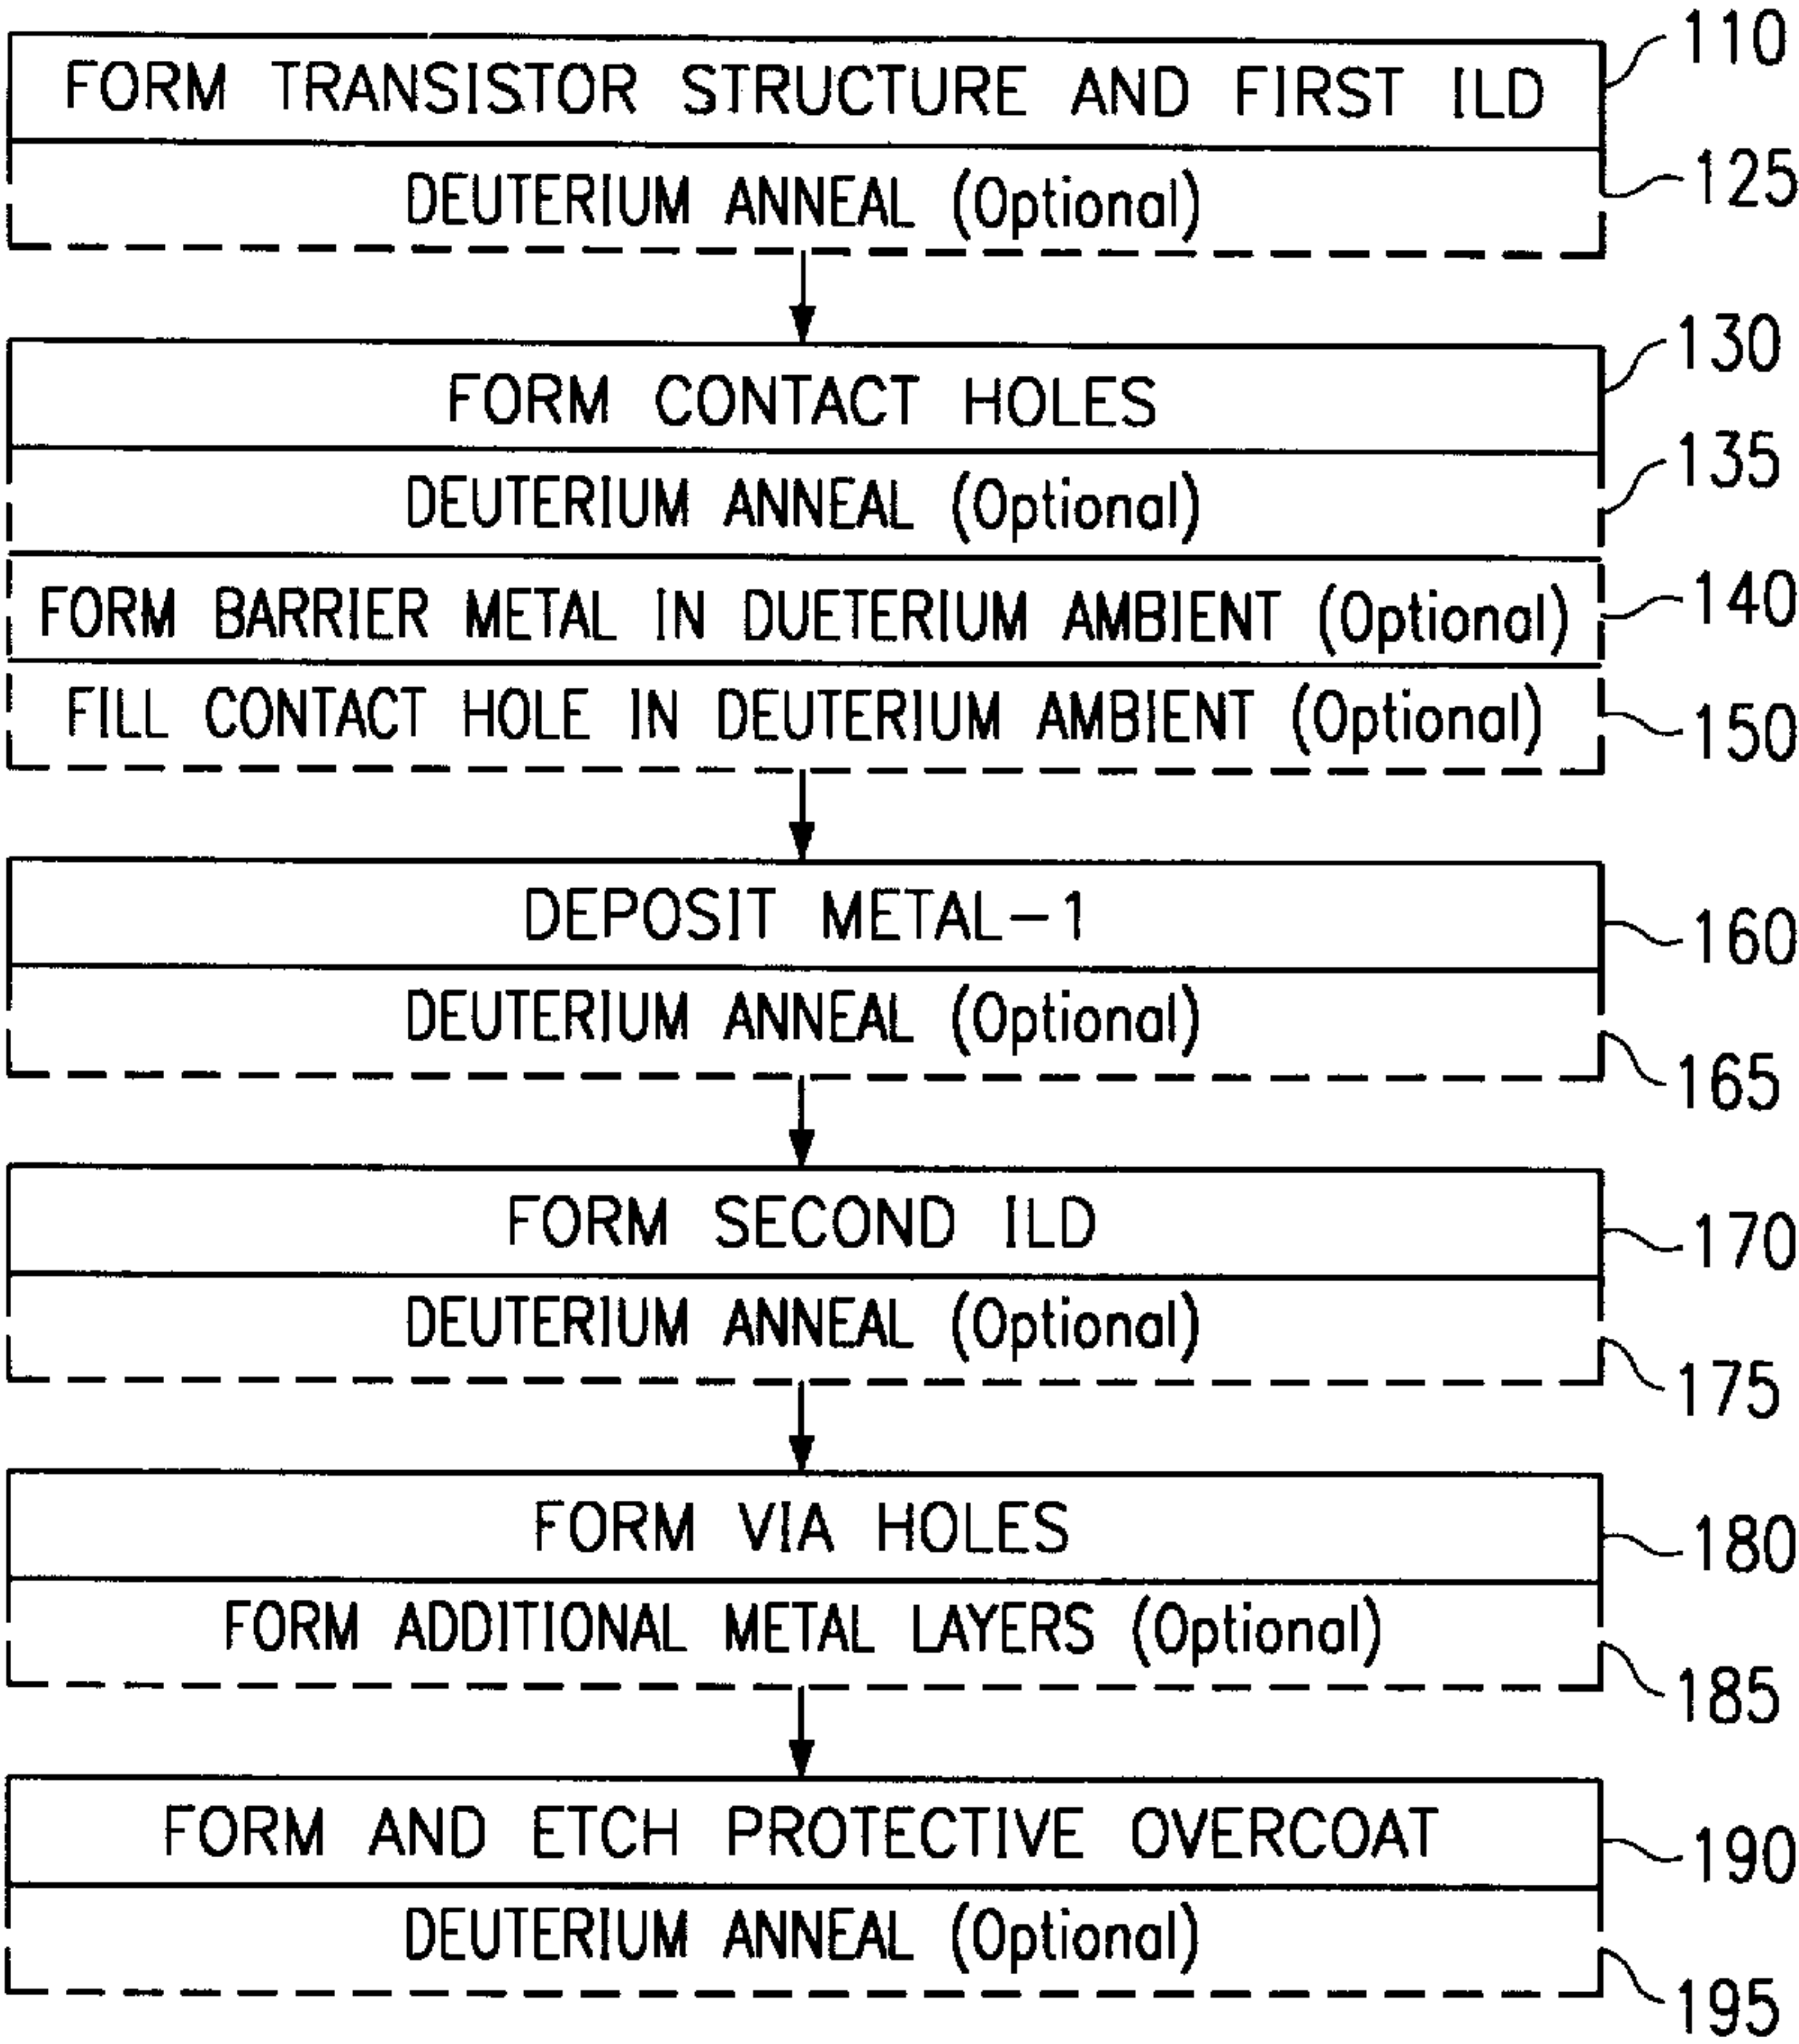 FORM TRANSISTOR STRUCTURE AND FIRST ILD
110
DEUTERIUM ANNEAL (Optional)
125
FORM CONTACT HOLES
130
DEUTERIUM ANNEAL (Optional)
135
FORM BARRIER METAL IN DUETERIUM AMBIENT (Optional)
140
FILL CONTACT HOLE IN DEUTERIUM AMBIENT (Optional)
150
DEPOSIT METAL-1
160
DEUTERIUM ANNEAL (Optional)
165
FORM SECOND ILD
170
DEUTERIUM ANNEAL (Optional)
175
FORM VIA HOLES
180
FORM ADDITIONAL METAL LAYERS (Optional)
185
FORM AND ETCH PROTECTIVE OVERCOAT
190
DEUTERIUM ANNEAL (Optional)
195